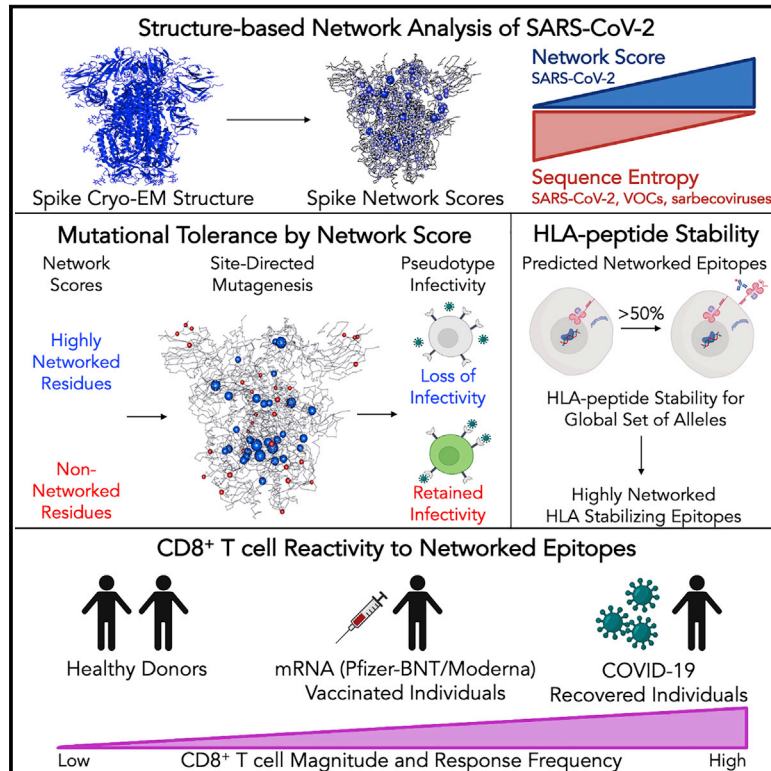 Structure-based Network Analysis of SARS-CoV-2
Spike Cryo-EM Structure
Spike Network Scores
Network Score
SARS-CoV-2
Sequence Entropy
SARS-CoV-2, VOCs, sarbecoviruses
Mutational Tolerance by Network Score
Network
Scores
Highly
Networked
Residues
Non-
Networked
Residues
Site-Directed
Mutagenesis
Pseudotype
Infectivity
Loss of
Infectivity
Retained
Infectivity
HLA-peptide Stability
Predicted Networked Epitopes
>50%
HLA-peptide Stability for
Global Set of Alleles
Highly Networked
HLA Stabilizing Epitopes
CD8⁺ T cell Reactivity to Networked Epitopes
Healthy Donors
mRNA (Pfizer-BNT/Moderna)
Vaccinated Individuals
COVID-19
Recovered Individuals
Low
CD8⁺ T cell Magnitude and Response Frequency
High